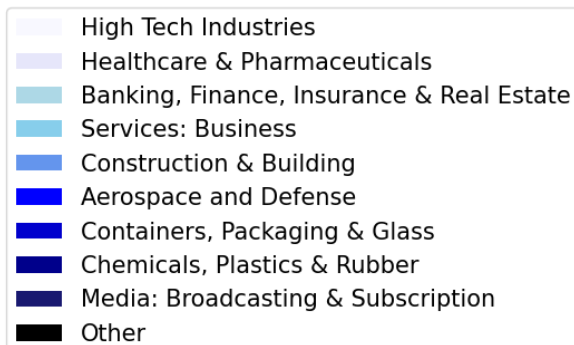 High Tech Industries
Healthcare & Pharmaceuticals
Banking, Finance, Insurance & Real Estate
Services: Business
Construction & Building
Aerospace and Defense
Containers, Packaging & Glass
Chemicals, Plastics & Rubber
Media: Broadcasting & Subscription
Other